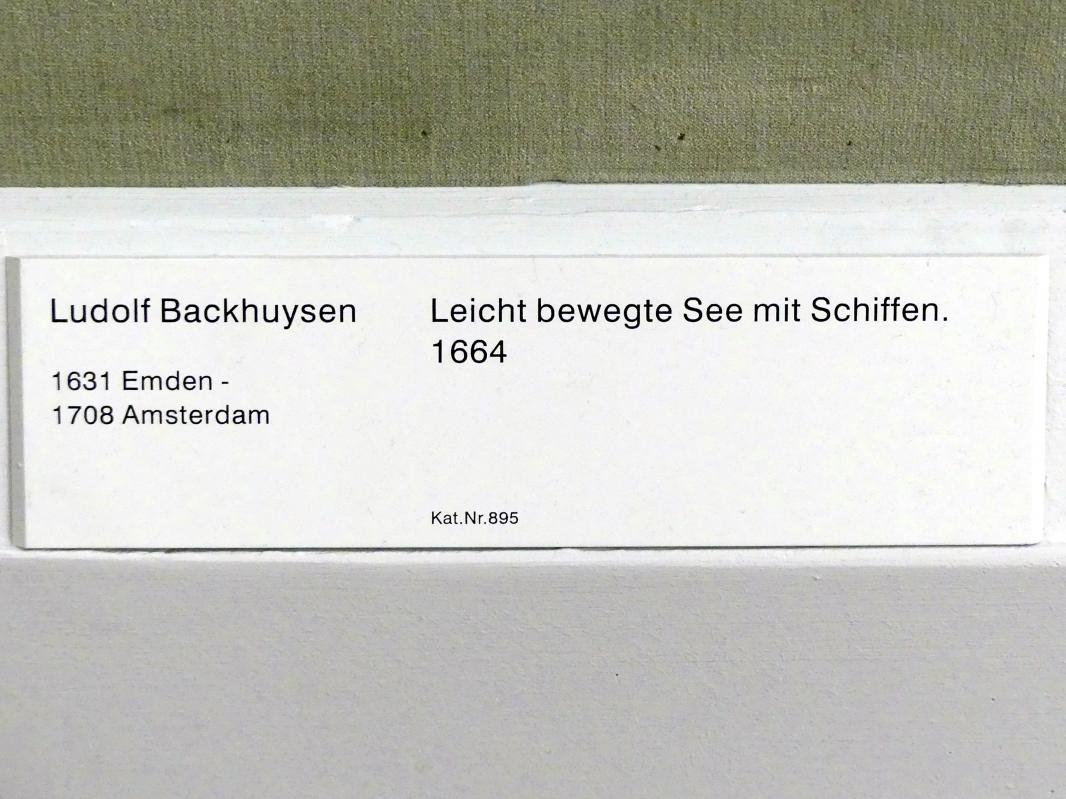 Ludolf Backhuysen
1631 Emden -
1708 Amsterdam
Leicht bewegte See mit Schiffen.
1664
Kat.Nr.895